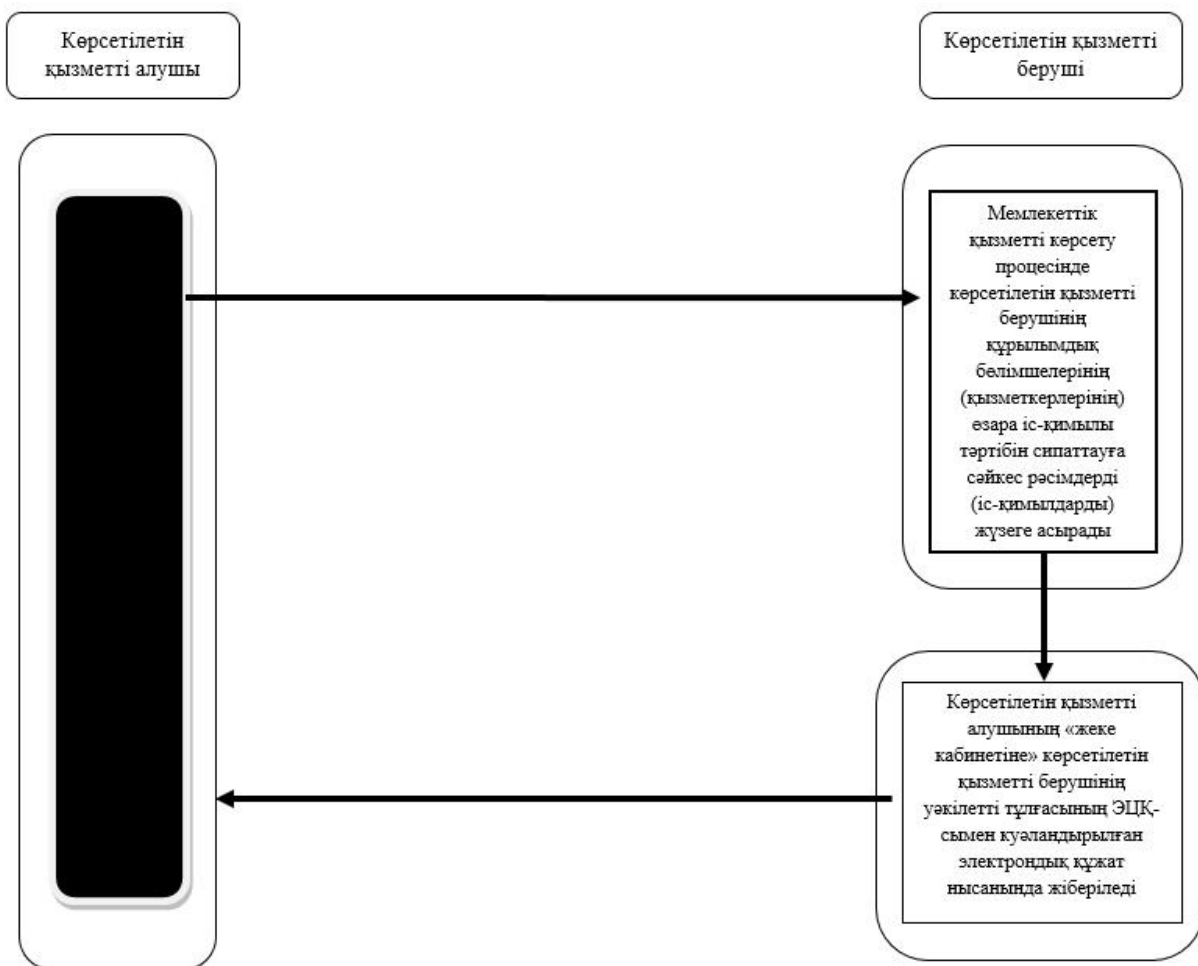 Көрсетілетін
қызметті алушы
Көрсетілетін қызметті
беруші
Мемлекеттік
қызметті көрсету
процесінде
көрсетілетін қызметті
берушінің
құрылымдық
бөлімшелерінің
(қызметкерлерінің)
өзара іс-қимылы
тәртібін сипаттауға
сәйкес рәсімдерді
(іс-қимылдарды)
жүзеге асырады
Көрсетілетін қызметті
алушының «жеке
кабинетіне» көрсетілетін
қызметті берушінің
уәкілетті тұлғасының ЭЦҚ-
сымен куәландырылған
электрондық құжат
нысанында жіберіледі